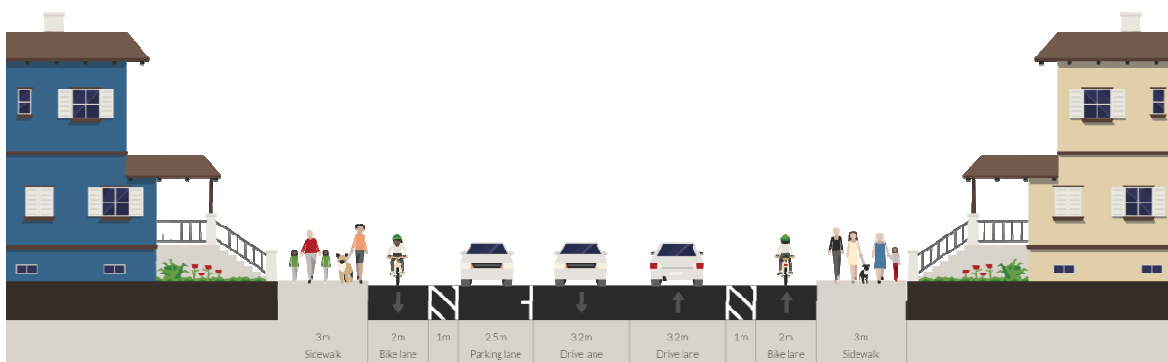 3m 2m 1m 2.5m 3.2m 3.2m 1m 2m 3m
Sicewalk Bike lane Parking lane Drive lane Drive lane Bike lane Sidewalk